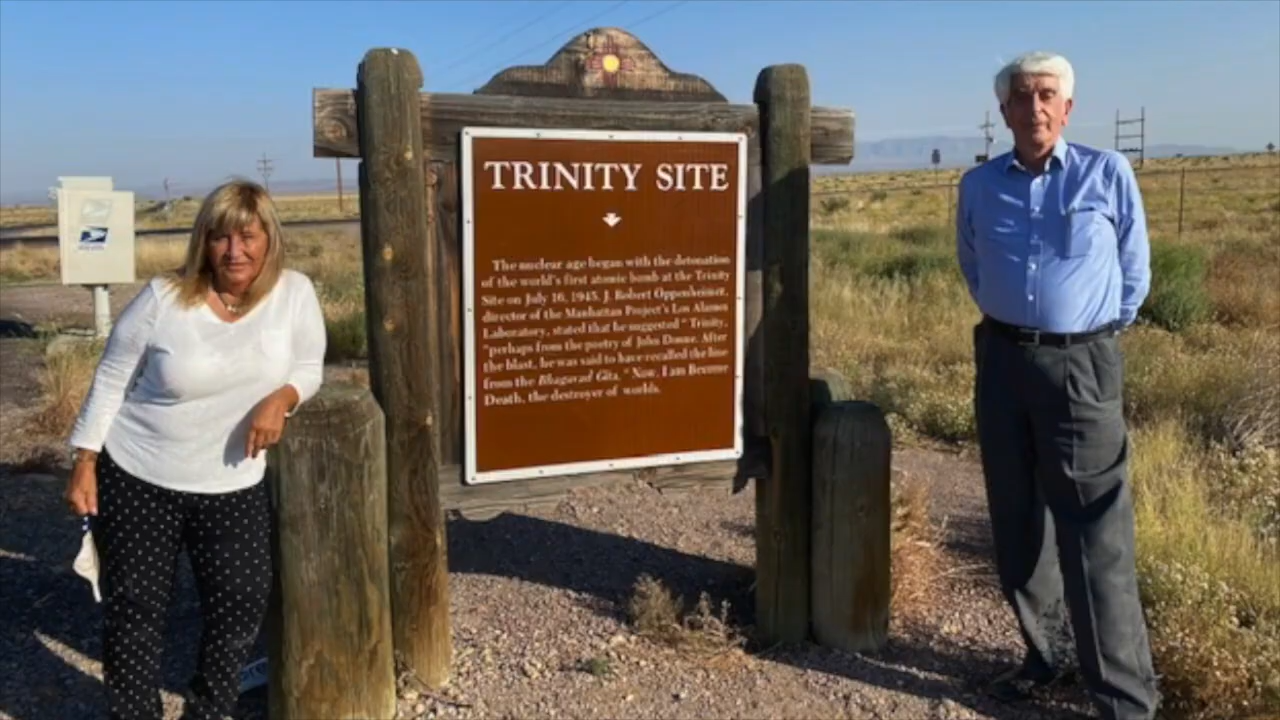 TRINITY SITE
The nuclear age began with the detonation
of the world's first atomic bomb at the Trinity
Site on July 16, 1945. J. Robert Oppenheimer,
director of the Manhattan Project's Los Alamos
Laboratory, stated that he suggested " Trinity,
"perhaps from the poetry of John Donne. After
the blast, he was said to have recalled the line
from the Bhagavad Gita, " Now, I am Become
Death, the destroyer of worlds.